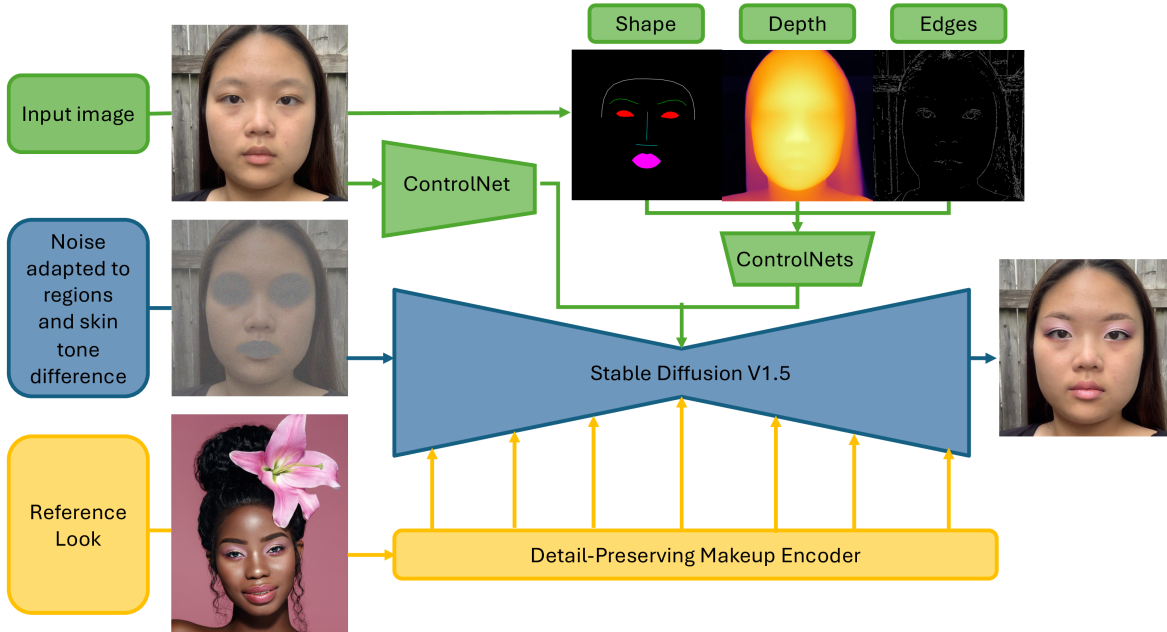 Shape
Depth
Edges
Input image
ControlNet
Noise
adapted to
regions
and skin
tone
difference
ControlNets
Stable Diffusion V1.5
Reference
Look
Detail-Preserving Makeup Encoder